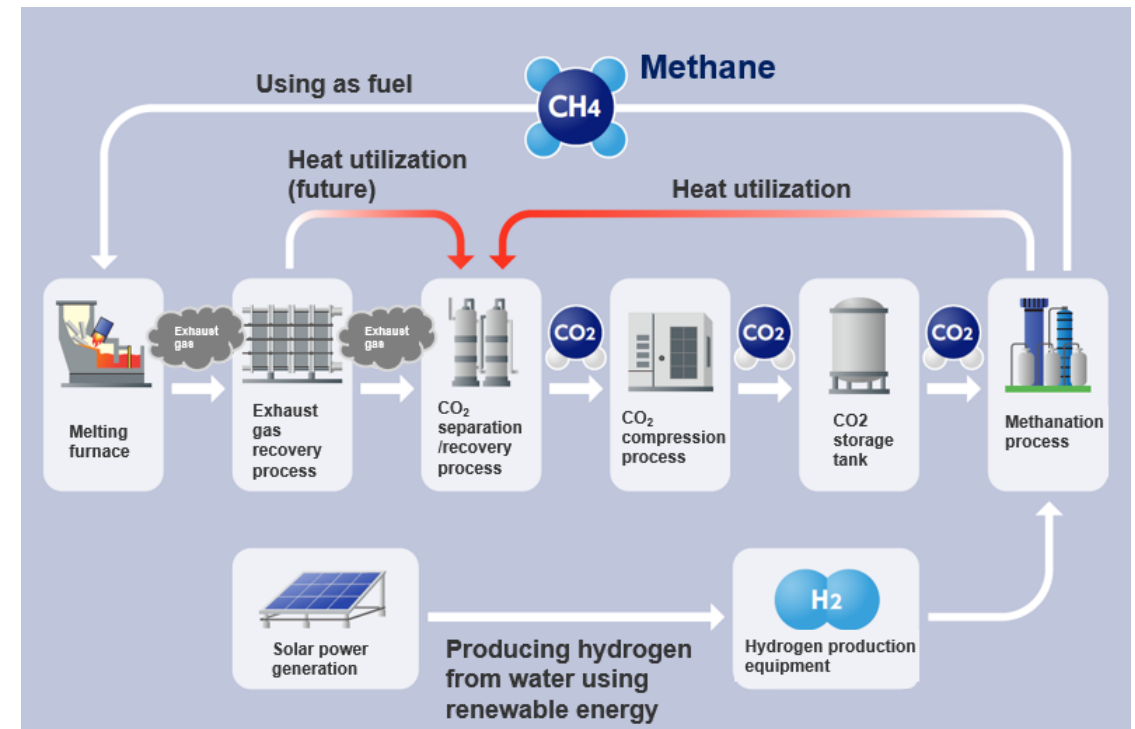 Methane
CH4
Using as fuel
Heat utilization
(future)
Heat utilization
Exhaust
gas
Exhaust
gas
CO2
CO2
CO2
Melting
furnace
Exhaust
gas
recovery
process
CO₂
separation
/recovery
process
CO₂
compression
process
CO2
storage
tank
Methanation
process
Solar power
generation
Producing hydrogen
from water using
renewable energy
H2
Hydrogen production
equipment